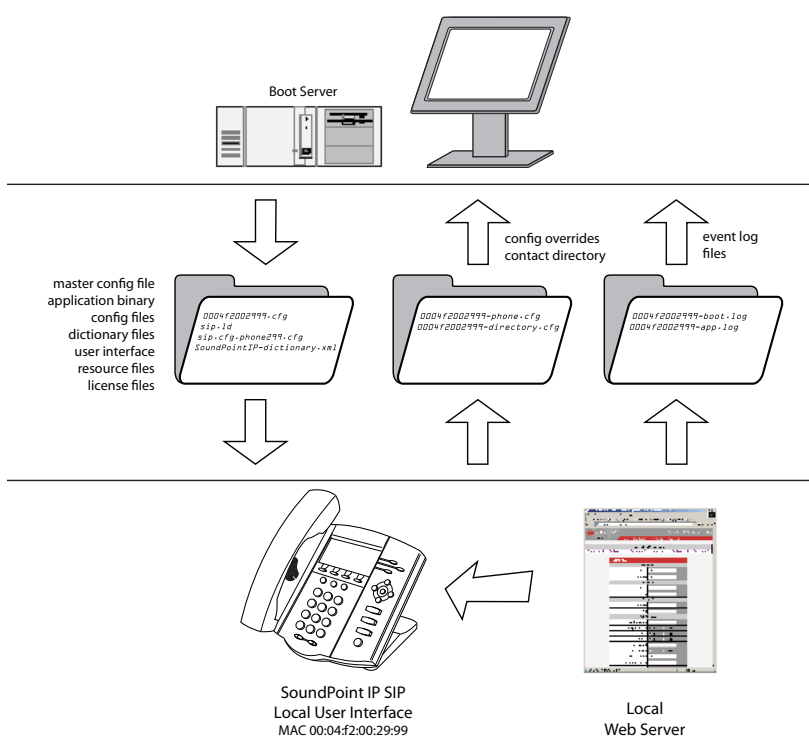 Boot Server
config overrides
contact directory
event log
files
master config file
application binary
config files
dictionary files
user interface
resource files
license files
0004f2002999.cfg
sip.ld
sip.cfg.phone299.cfg
SoundPointIP-dictionary.xml
0004f2002999-phone.cfg
0004f2002999-directory.cfg
0004f2002999-boot.log
0004f2002999-app.log
SoundPoint IP SIP
Local User Interface
MAC 00:04:f2:00:29:99
Local
Web Server